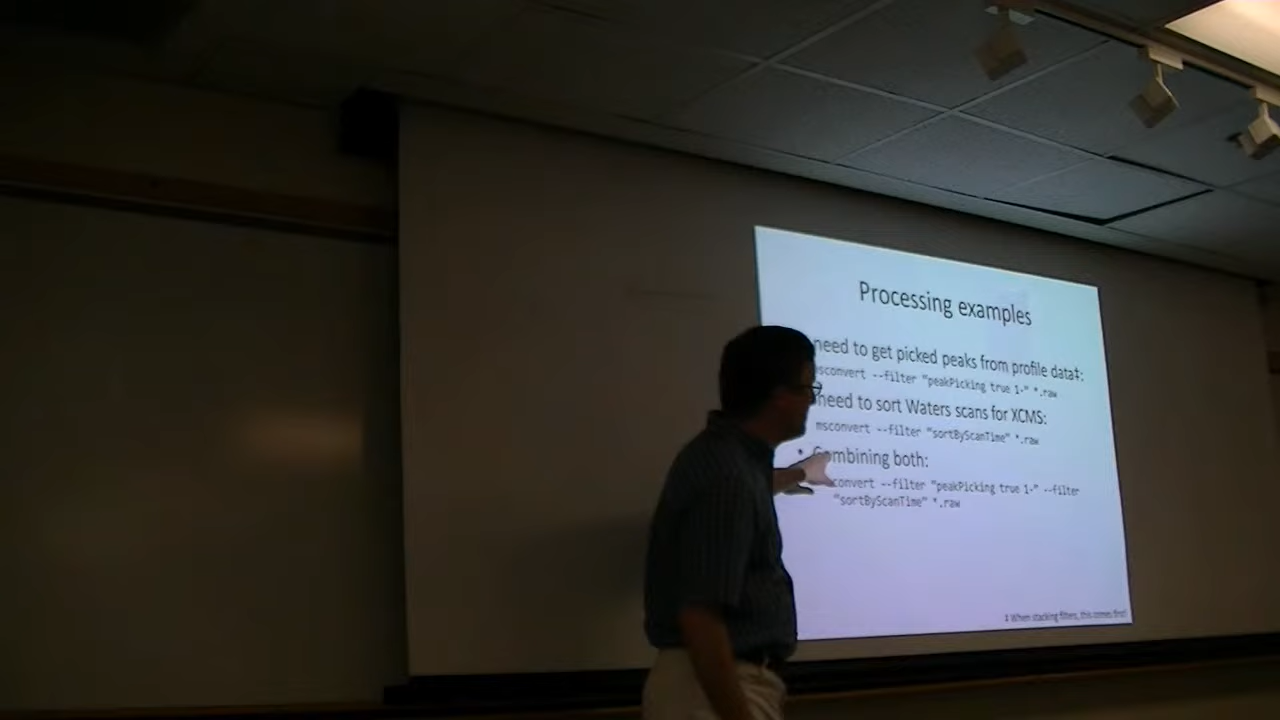 Processing examples
need to get picked peaks from profile data‡:
msconvert --filter "peakPicking true 1-" *.raw
need to sort Waters scans for XCMS:
msconvert --filter "sortByScanTime" *.raw
• Combining both:
convert --filter "peakPicking true 1-" --filter
"sortByScanTime" *.raw
‡ When stacking filters, this comes first!